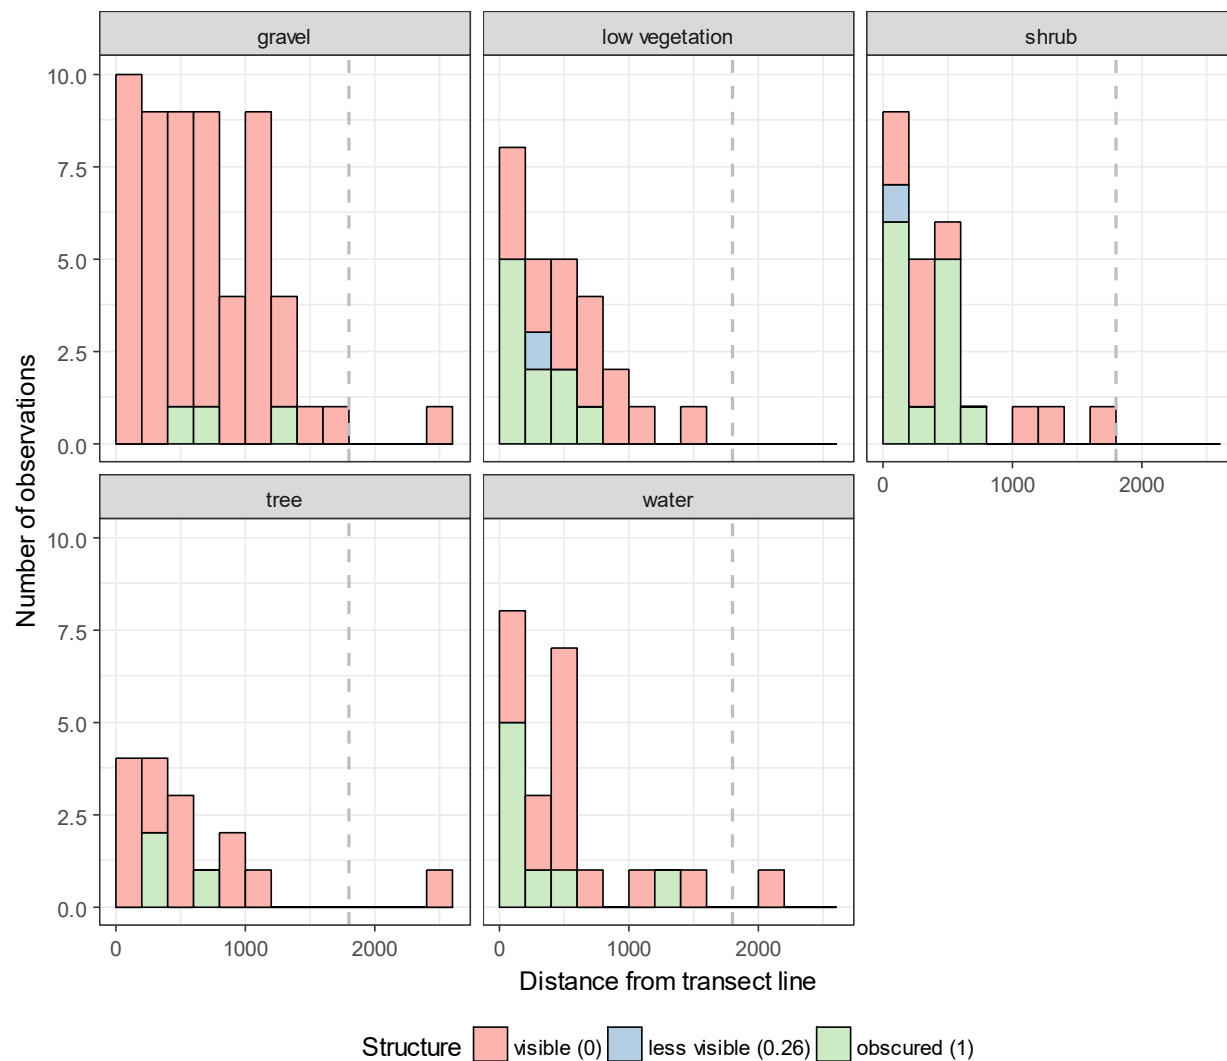 gravel low vegetation shrub
10.0
7.5
5.0
2.5
0.0
0 1000 2000
tree water
10.0
7.5
5.0
2.5
0.0
0 1000 2000 0 1000 2000
Number of observations
Distance from transect line
Structure visible (0) less visible (0.26) obscured (1)